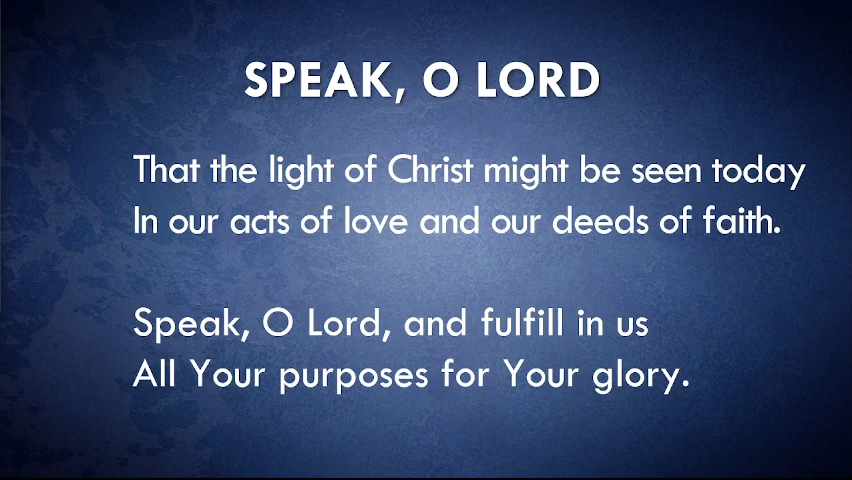 SPEAK, O LORD
That the light of Christ might be seen today
In our acts of love and our deeds of faith.
Speak, O Lord, and fulfill in us
All Your purposes for Your glory.